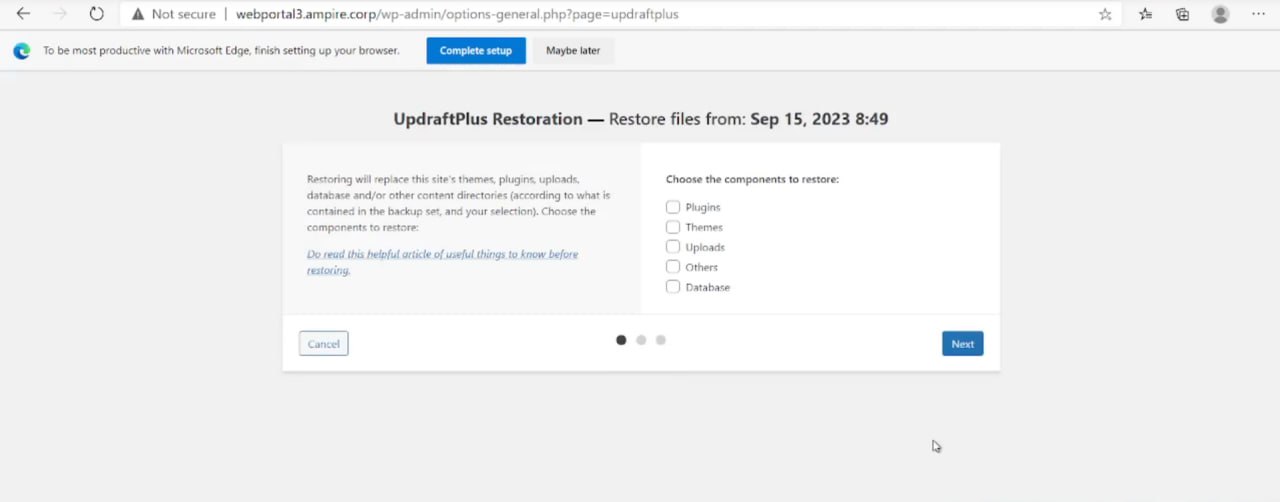 Not secure | webportal3.ampire.corp/wp-admin/options-general.php?page=updraftplus
To be most productive with Microsoft Edge, finish setting up your browser. Complete setup Maybe later
UpdraftPlus Restoration — Restore files from: Sep 15, 2023 8:49
Restoring will replace this site's themes, plugins, uploads,
database and/or other content directories (according to what is
contained in the backup set, and your selection). Choose the
components to restore:
Do read this helpful article of useful things to know before
restoring.
Choose the components to restore:
Plugins
Themes
Uploads
Others
Database
Cancel
Next